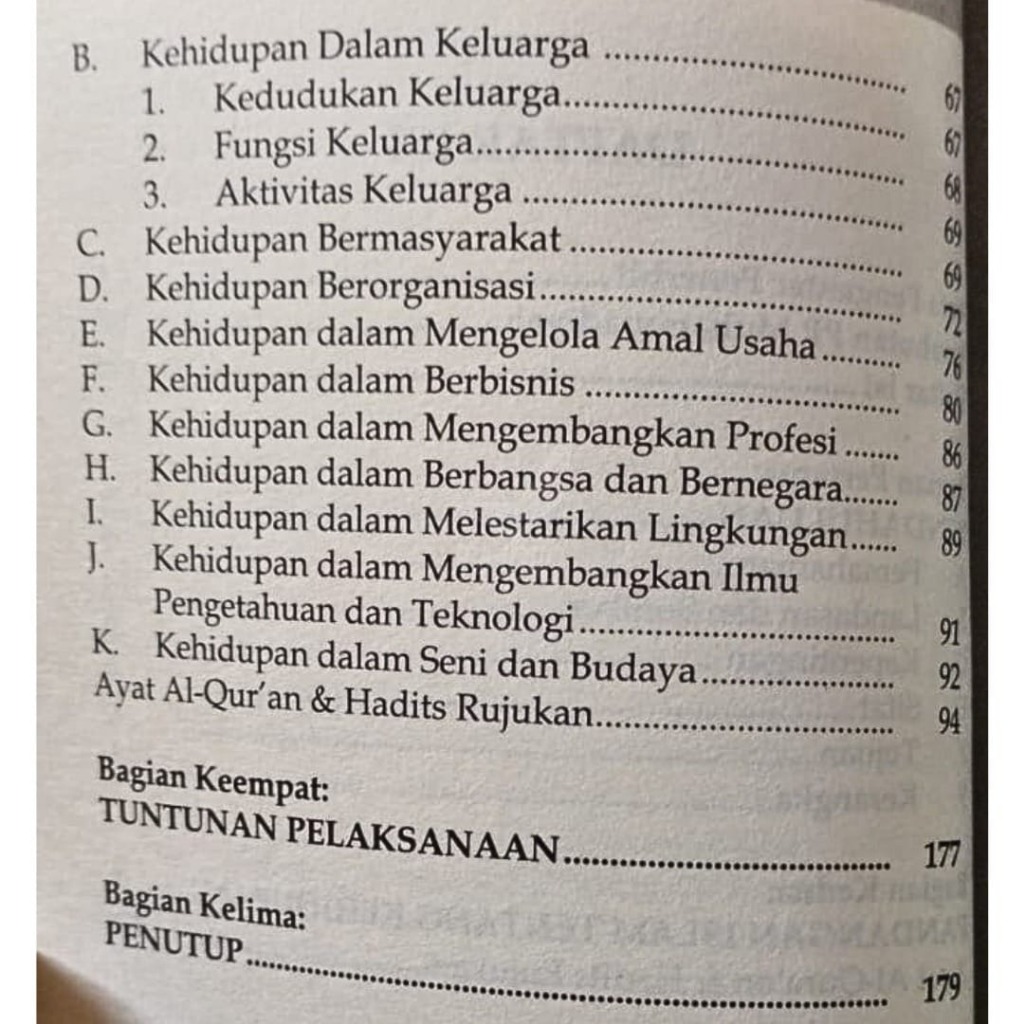 B. Kehidupan Dalam Keluarga .......... 67
1. Kedudukan Keluarga.......... 67
2. Fungsi Keluarga.......... 68
3. Aktivitas Keluarga .......... 69
C. Kehidupan Bermasyarakat .......... 69
D. Kehidupan Berorganisasi.......... 72
E. Kehidupan dalam Mengelola Amal Usaha .......... 76
F. Kehidupan dalam Berbisnis .......... 80
G. Kehidupan dalam Mengembangkan Profesi ....... 86
H. Kehidupan dalam Berbangsa dan Bernegara....... 87
I. Kehidupan dalam Melestarikan Lingkungan...... 89
J. Kehidupan dalam Mengembangkan Ilmu
Pengetahuan dan Teknologi.......... 91
K. Kehidupan dalam Seni dan Budaya.......... 92
Ayat Al-Qur'an & Hadits Rujukan.......... 94
Bagian Keempat:
TUNTUNAN PELAKSANAAN.......... 177
Bagian Kelima:
PENUTUP.......... 179